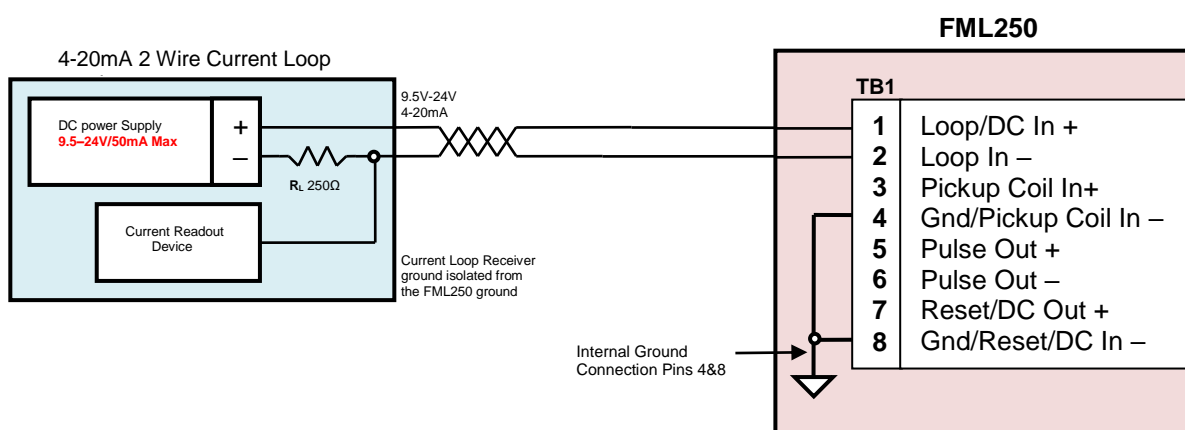 FML250
4-20mA 2 Wire Current Loop
DC power Supply
9.5–24V/50mA Max
+
–
RL 250Ω
Current Readout
Device
9.5V-24V
4-20mA
Current Loop Receiver
ground isolated from
the FML250 ground
TB1
1 Loop/DC In +
2 Loop In –
3 Pickup Coil In+
4 Gnd/Pickup Coil In –
5 Pulse Out +
6 Pulse Out –
7 Reset/DC Out +
8 Gnd/Reset/DC In –
Internal Ground
Connection Pins 4&8